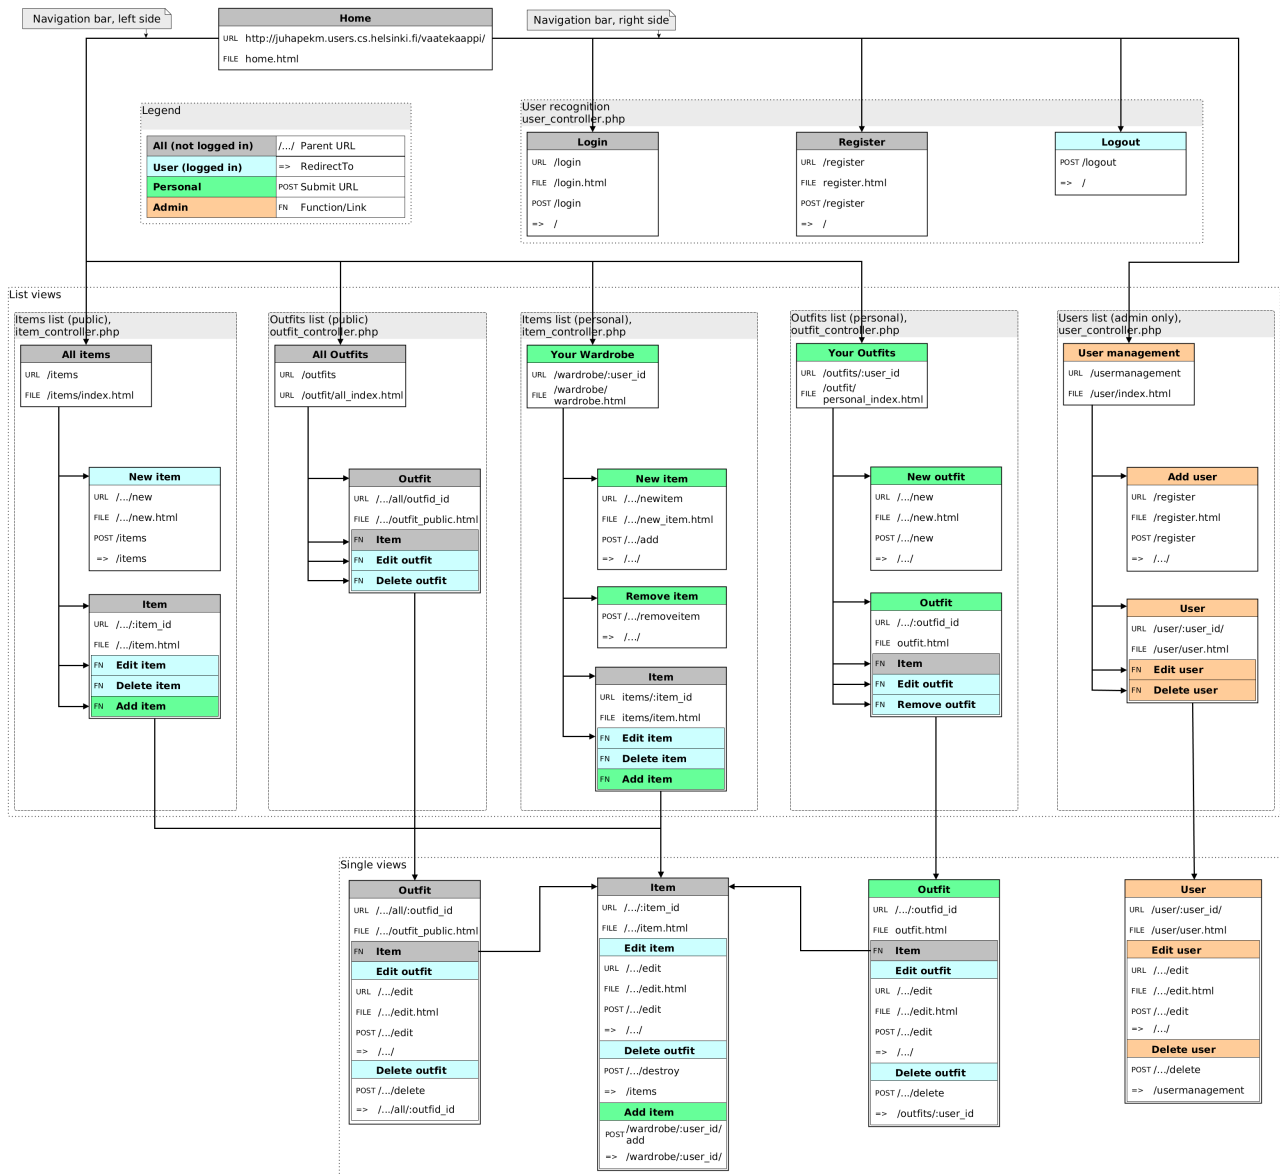 Navigation bar, left side
Home
URL http://juhapekm.users.cs.helsinki.fi/vaatekaappi/
FILE home.html
Navigation bar, right side
Legend
All (not logged in) /.../ Parent URL
User (logged in) => RedirectTo
Personal POST Submit URL
Admin FN Function/Link
User recognition
user_controller.php
Login
URL /login
FILE /login.html
POST /login
=> /
Register
URL /register
FILE register.html
POST /register
=> /
Logout
POST /logout
=> /
List views
Items list (public),
item_controller.php
All items
URL /items
FILE /items/index.html
New item
URL /.../new
FILE /.../new.html
POST /items
=> /items
Item
URL /.../:item_id
FILE /.../item.html
FN Edit item
FN Delete item
FN Add item
Outfits list (public)
outfit_controller.php
All Outfits
URL /outfits
URL /outfit/all_index.html
Outfit
URL /.../all/outfid_id
FILE /.../outfit_public.html
FN Item
FN Edit outfit
FN Delete outfit
Items list (personal),
item_controller.php
Your Wardrobe
URL /wardrobe/:user_id
FILE /wardrobe/
wardrobe.html
New item
URL /.../newitem
FILE /.../new_item.html
POST /.../add
=> /.../
Remove item
POST /.../removeitem
=> /.../
Item
URL items/:item_id
FILE items/item.html
FN Edit item
FN Delete item
FN Add item
Outfits list (personal),
outfit_controller.php
Your Outfits
URL /outfits/:user_id
FILE /outfit/
personal_index.html
New outfit
URL /.../new
FILE /.../new.html
POST /.../new
=> /.../
Outfit
URL /.../:outfid_id
FILE outfit.html
FN Item
FN Edit outfit
FN Remove outfit
Users list (admin only),
user_controller.php
User management
URL /usermanagement
FILE /user/index.html
Add user
URL /register
FILE /register.html
POST /register
=> /.../
User
URL /user/:user_id/
FILE /user/user.html
FN Edit user
FN Delete user
Single views
Outfit
URL /.../all/:outfid_id
FILE /.../outfit_public.html
FN Item
Edit outfit
URL /.../edit
FILE /.../edit.html
POST /.../edit
=> /.../
Delete outfit
POST /.../delete
=> /.../all/:outfid_id
Item
URL /.../:item_id
FILE /.../item.html
Edit item
URL /.../edit
FILE /.../edit.html
POST /.../edit
=> /.../
Delete outfit
POST /.../destroy
=> /items
Add item
POST /wardrobe/:user_id/
add
=> /wardrobe/:user_id/
Outfit
URL /.../:outfid_id
FILE outfit.html
FN Item
Edit outfit
URL /.../edit
FILE /.../edit.html
POST /.../edit
=> /.../
Delete outfit
POST /.../delete
=> /outfits/:user_id
User
URL /user/:user_id/
FILE /user/user.html
Edit user
URL /.../edit
FILE /.../edit.html
POST /.../edit
=> /.../
Delete user
POST /.../delete
=> /usermanagement